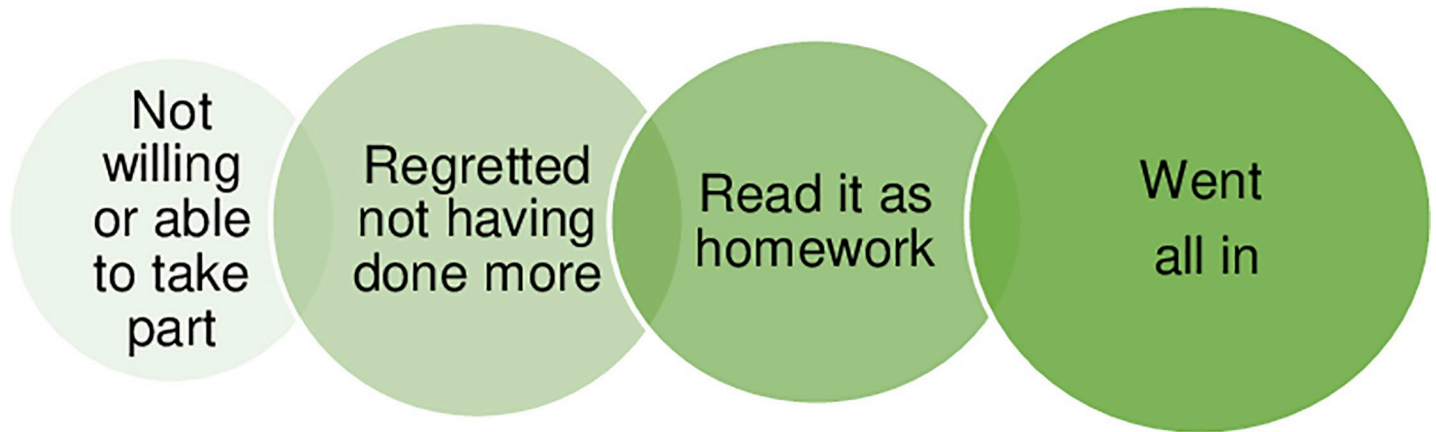 Not
willing
or able
to take
part
Regretted
not having
done more
Read it as
homework
Went
all in